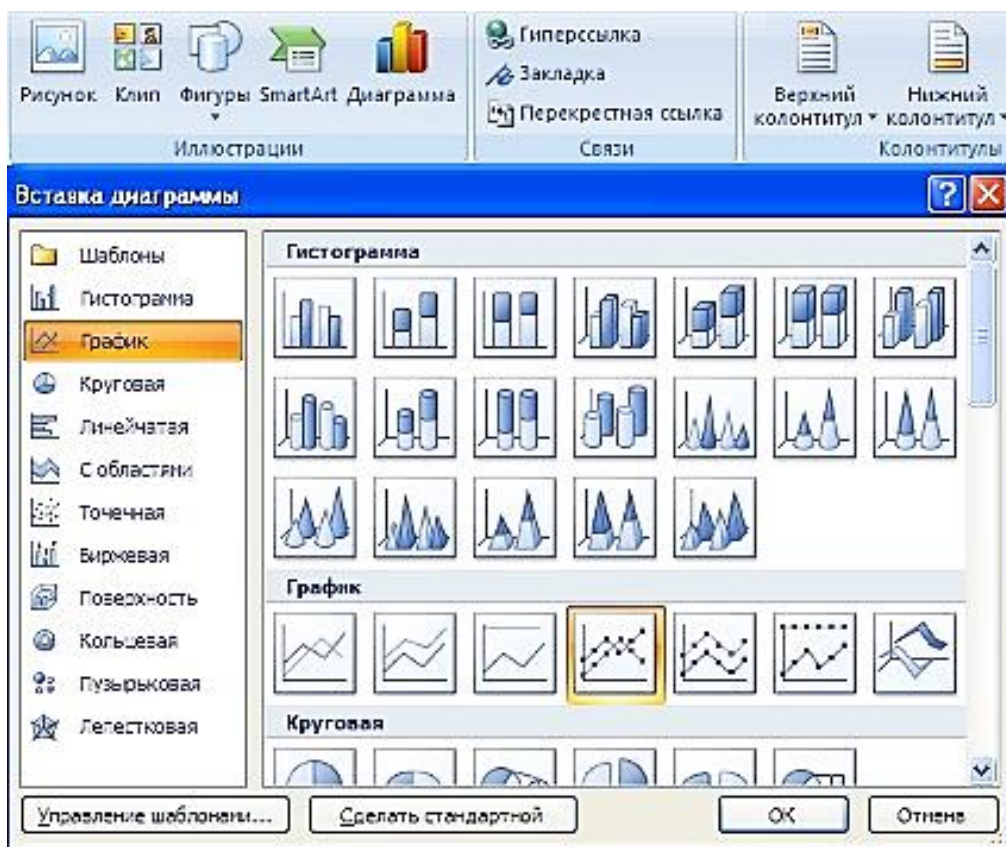 Рисунок Клип Фигуры SmartArt Диаграмма
Иллюстрации
Гиперссылка
Закладка
Перекрестная ссылка
Связи
Верхний колонтитул
Нижний колонтитул
Колонтитулы
Вставка диаграммы
Шаблоны
Гистограмма
График
Круговая
Линейчатая
С областями
Точечная
Биржевая
Поверхность
Кольцевая
Пузырьковая
Лепестковая
Гистограмма
График
Круговая
Управление шаблонами...
Сделать стандартной
ОК
Отмена